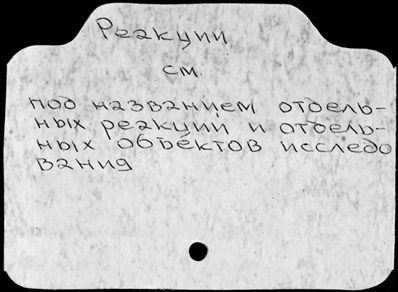 Реакции
см.
под названием отдель-
ных реакций и отдель-
ных объектов исследо
вания